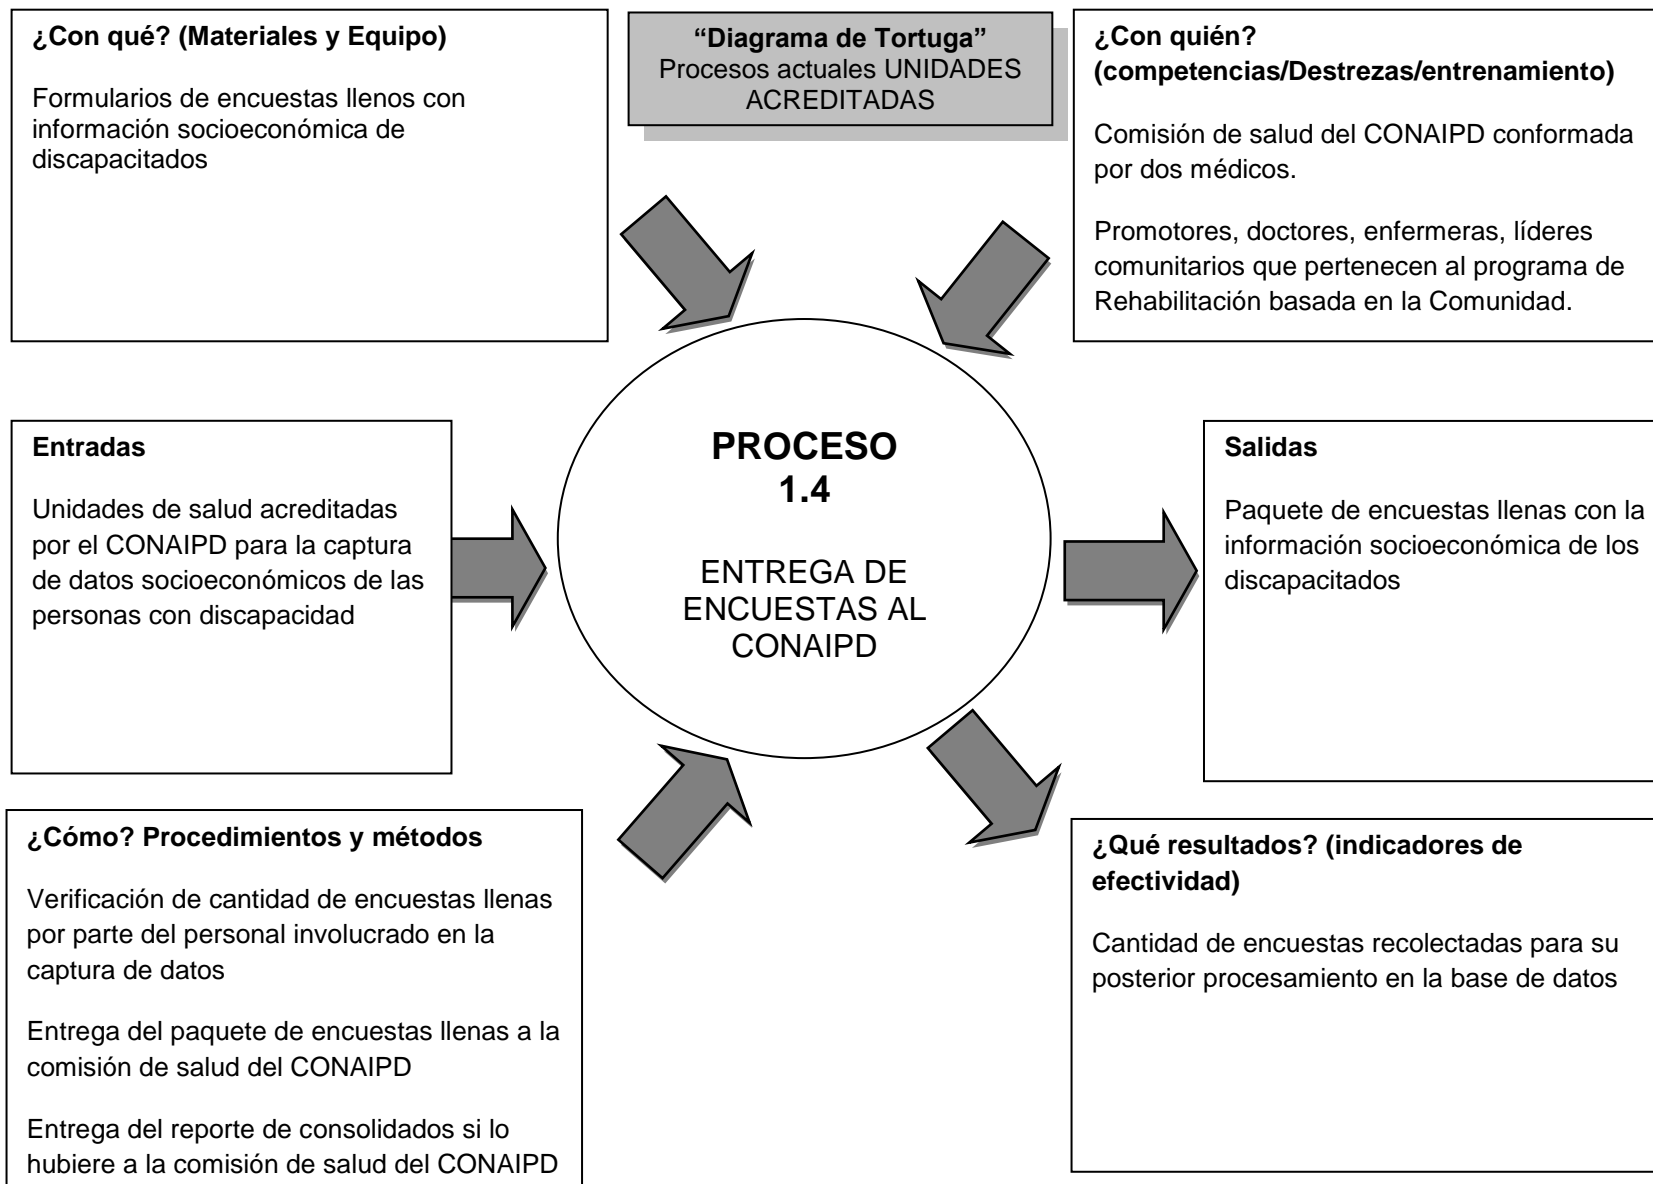 ¿Con qué? (Materiales y Equipo)
Formularios de encuestas llenos con
información socioeconómica de
discapacitados
“Diagrama de Tortuga”
Procesos actuales UNIDADES
ACREDITADAS
¿Con quién?
(competencias/Destrezas/entrenamiento)
Comisión de salud del CONAIPD conformada
por dos médicos.
Promotores, doctores, enfermeras, líderes
comunitarios que pertenecen al programa de
Rehabilitación basada en la Comunidad.
Entradas
Unidades de salud acreditadas
por el CONAIPD para la captura
de datos socioeconómicos de las
personas con discapacidad
PROCESO
1.4
ENTREGA DE
ENCUESTAS AL
CONAIPD
Salidas
Paquete de encuestas llenas con la
información socioeconómica de los
discapacitados
¿Cómo? Procedimientos y métodos
Verificación de cantidad de encuestas llenas
por parte del personal involucrado en la
captura de datos
Entrega del paquete de encuestas llenas a la
comisión de salud del CONAIPD
Entrega del reporte de consolidados si lo
hubiere a la comisión de salud del CONAIPD
¿Qué resultados? (indicadores de
efectividad)
Cantidad de encuestas recolectadas para su
posterior procesamiento en la base de datos